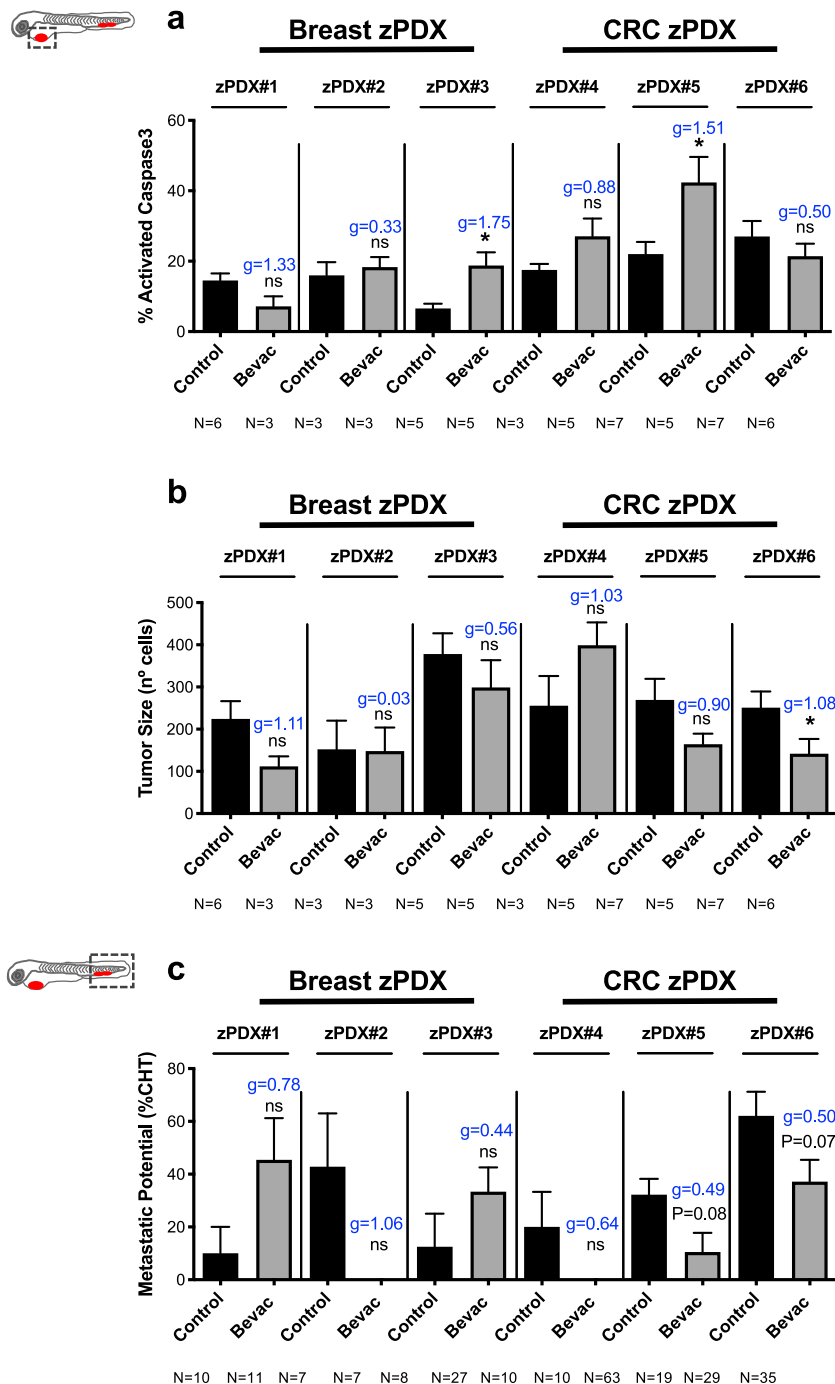 a
Breast zPDX CRC zPDX
zPDX#1 zPDX#2 zPDX#3 zPDX#4 zPDX#5 zPDX#6
% Activated Caspase3
60
40
20
0
g=1.33 g=0.33 g=1.75 g=0.88 g=1.51 g=0.50
ns ns * ns * ns
Control Bevac Control Bevac Control Bevac Control Bevac Control Bevac Control Bevac
N=6 N=3 N=3 N=3 N=5 N=5 N=3 N=5 N=7 N=5 N=7 N=6
b
Breast zPDX CRC zPDX
zPDX#1 zPDX#2 zPDX#3 zPDX#4 zPDX#5 zPDX#6
Tumor Size (nº cells)
500
400
300
200
100
0
g=1.11 g=0.03 g=0.56 g=1.03 g=0.90 g=1.08
ns ns ns ns ns *
Control Bevac Control Bevac Control Bevac Control Bevac Control Bevac Control Bevac
N=6 N=3 N=3 N=3 N=5 N=5 N=3 N=5 N=7 N=5 N=7 N=6
c
Breast zPDX CRC zPDX
zPDX#1 zPDX#2 zPDX#3 zPDX#4 zPDX#5 zPDX#6
Metastatic Potential (%CHT)
80
60
40
20
0
g=0.78 g=1.06 g=0.44 g=0.64 g=0.49 g=0.50
ns ns ns ns P=0.08 P=0.07
Control Bevac Control Bevac Control Bevac Control Bevac Control Bevac Control Bevac
N=10 N=11 N=7 N=7 N=8 N=27 N=10 N=10 N=63 N=19 N=29 N=35